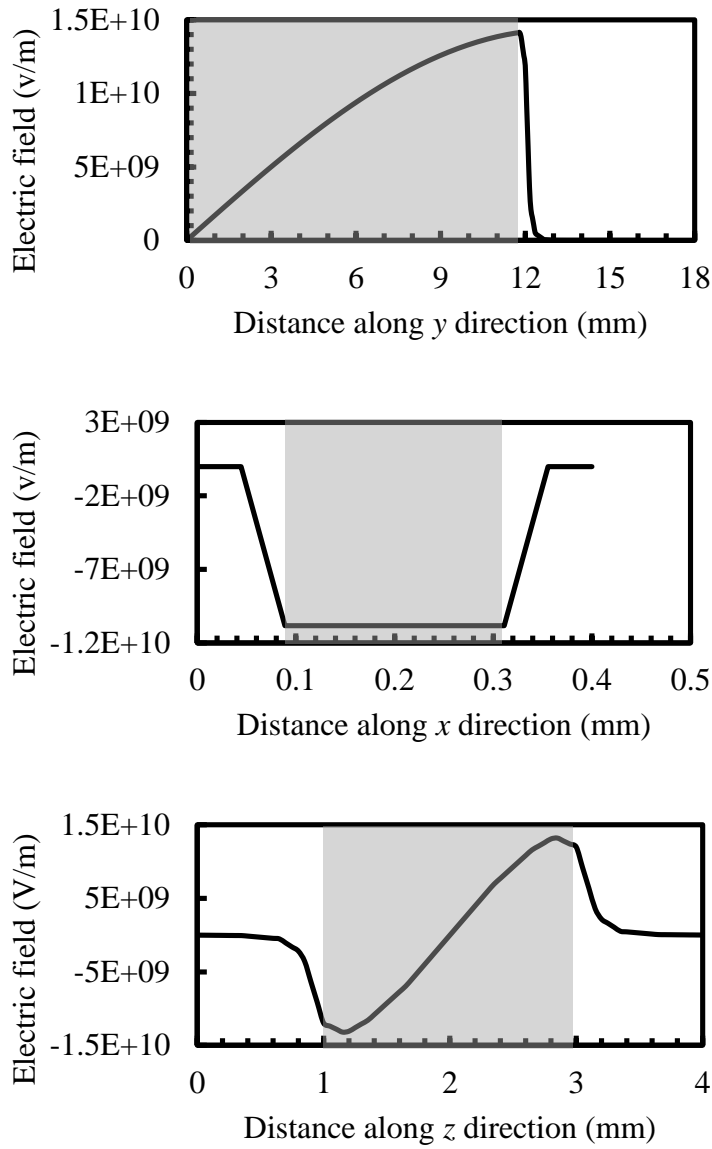 Electric field (v/m)
1.5E+10
1E+10
5E+09
0
0 3 6 9 12 15 18
Distance along y direction (mm)
Electric field (v/m)
3E+09
-2E+09
-7E+09
-1.2E+10
0 0.1 0.2 0.3 0.4 0.5
Distance along x direction (mm)
Electric field (V/m)
1.5E+10
5E+09
-5E+09
-1.5E+10
0 1 2 3 4
Distance along z direction (mm)